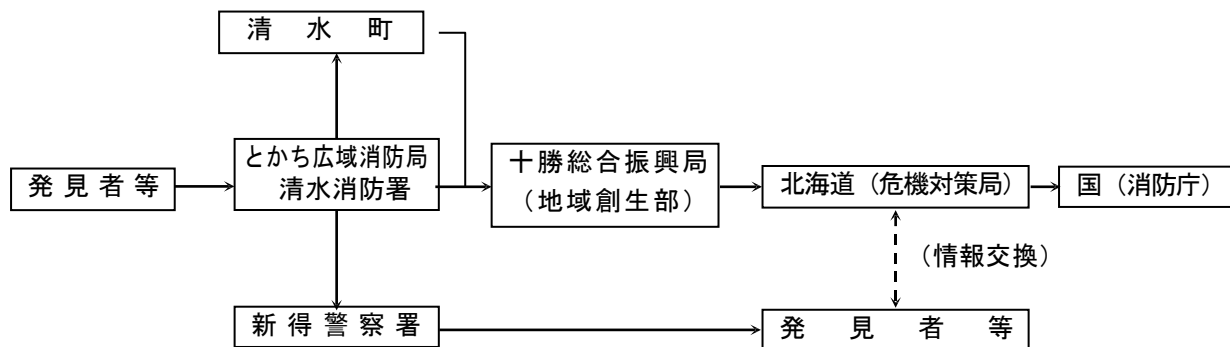 清水町
とかち広域消防局
清水消防署
発見者等
十勝総合振興局
（地域創生部）
北海道（危機対策局）
国（消防庁）
（情報交換）
新得警察署
発見者等